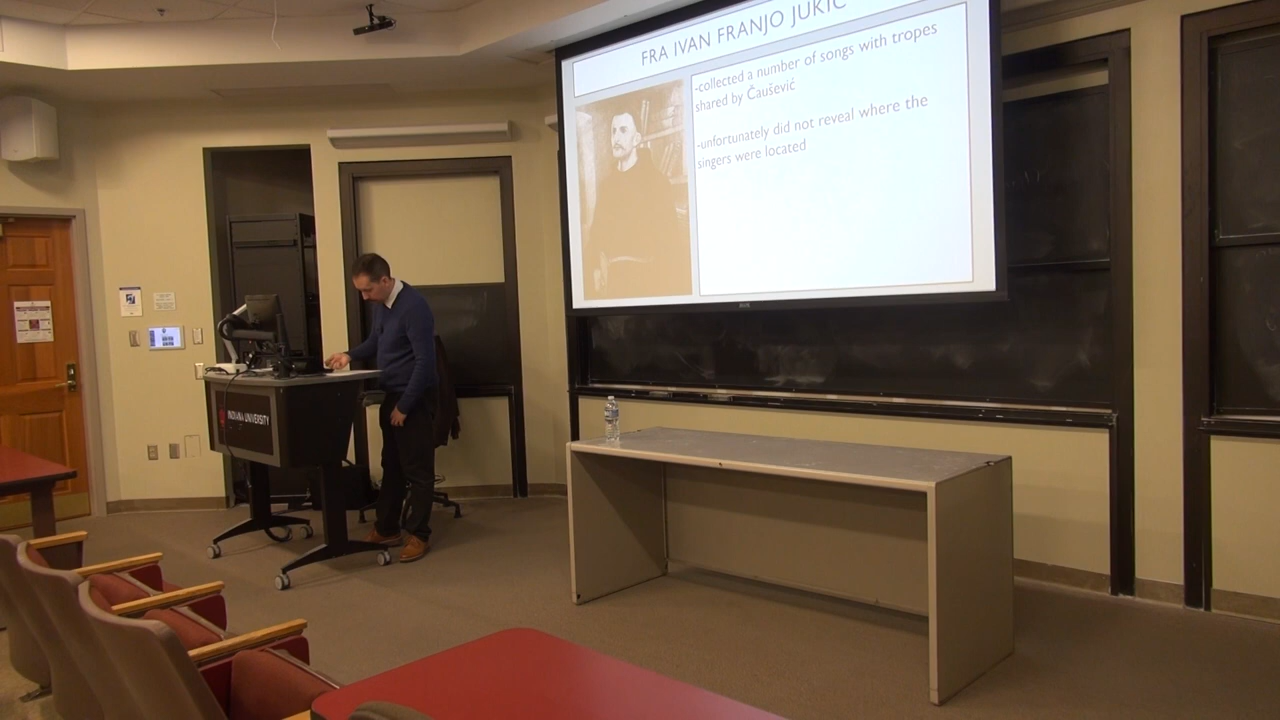 FRA IVAN FRANJO JUKIĆ
-collected a number of songs with tropes
shared by Čaušević
-unfortunately did not reveal where the
singers were located
INDIANA UNIVERSITY